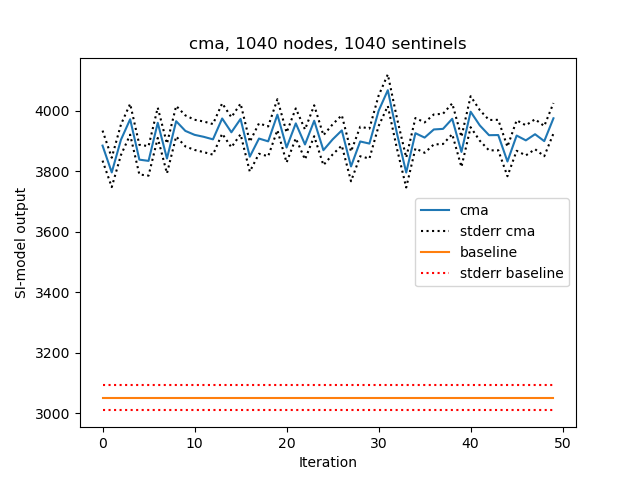 cma, 1040 nodes, 1040 sentinels
SI-model output
4000
3800
3600
3400
3200
3000
cma
stderr cma
baseline
stderr baseline
0 10 20 30 40 50
Iteration